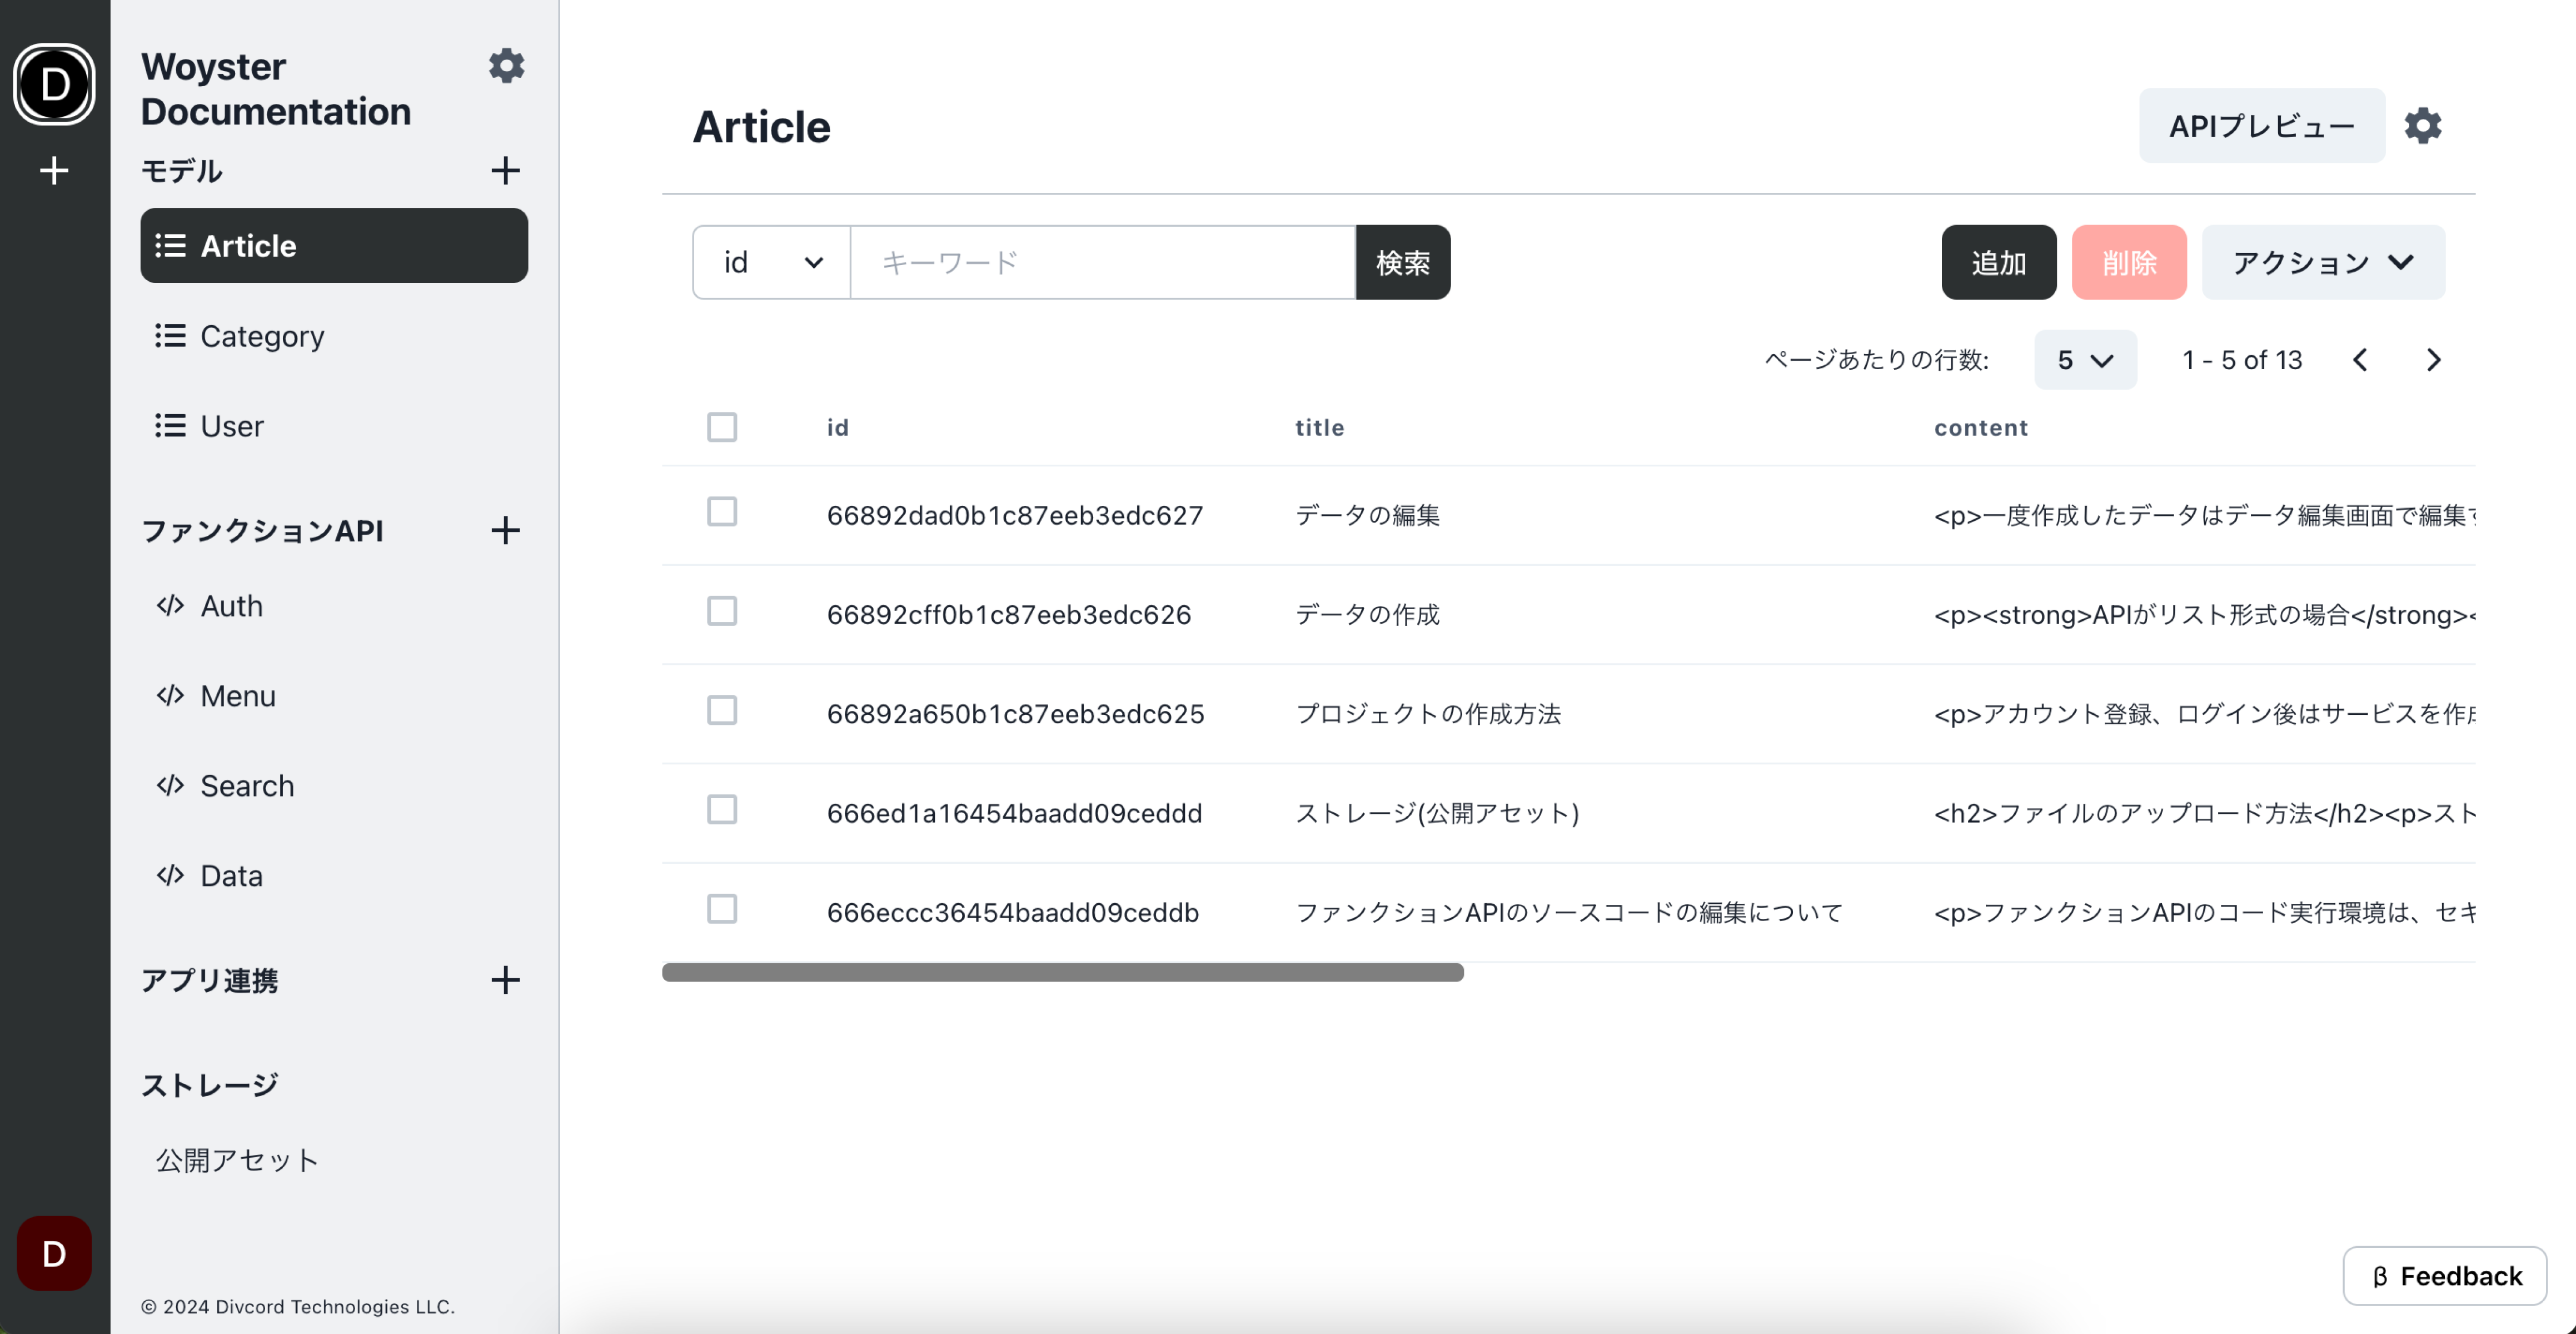 D
Woyster
Documentation
モデル
Article
Category
User
ファンクションAPI
Auth
Menu
Search
Data
アプリ連携
ストレージ
公開アセット
D
© 2024 Divcord Technologies LLC.
Article
APIプレビュー
id
キーワード
検索
追加
削除
アクション
ページあたりの行数:
5
1 - 5 of 13
id title content
66892dad0b1c87eeb3edc627 データの編集 <p>一度作成したデータはデータ編集画面で編集
66892cff0b1c87eeb3edc626 データの作成 <p><strong>APIがリスト形式の場合</strong><
66892a650b1c87eeb3edc625 プロジェクトの作成方法 <p>アカウント登録、ログイン後はサービスを作成
666ed1a16454baadd09ceddd ストレージ(公開アセット) <h2>ファイルのアップロード方法</h2><p>スト
666eccc36454baadd09ceddb ファンクションAPIのソースコードの編集について <p>ファンクションAPIのコード実行環境は、セキ
β Feedback